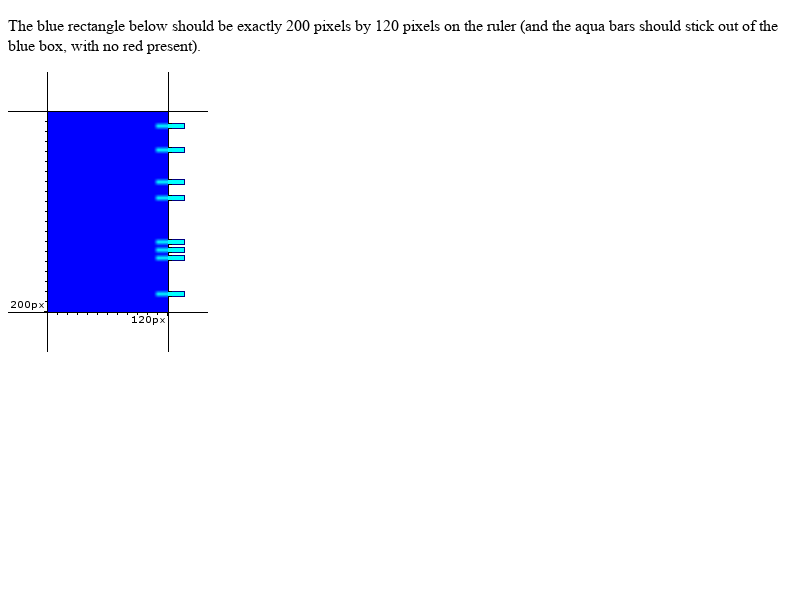 The blue rectangle below should be exactly 200 pixels by 120 pixels on the ruler (and the aqua bars should stick out of the
blue box, with no red present).
200px
120px